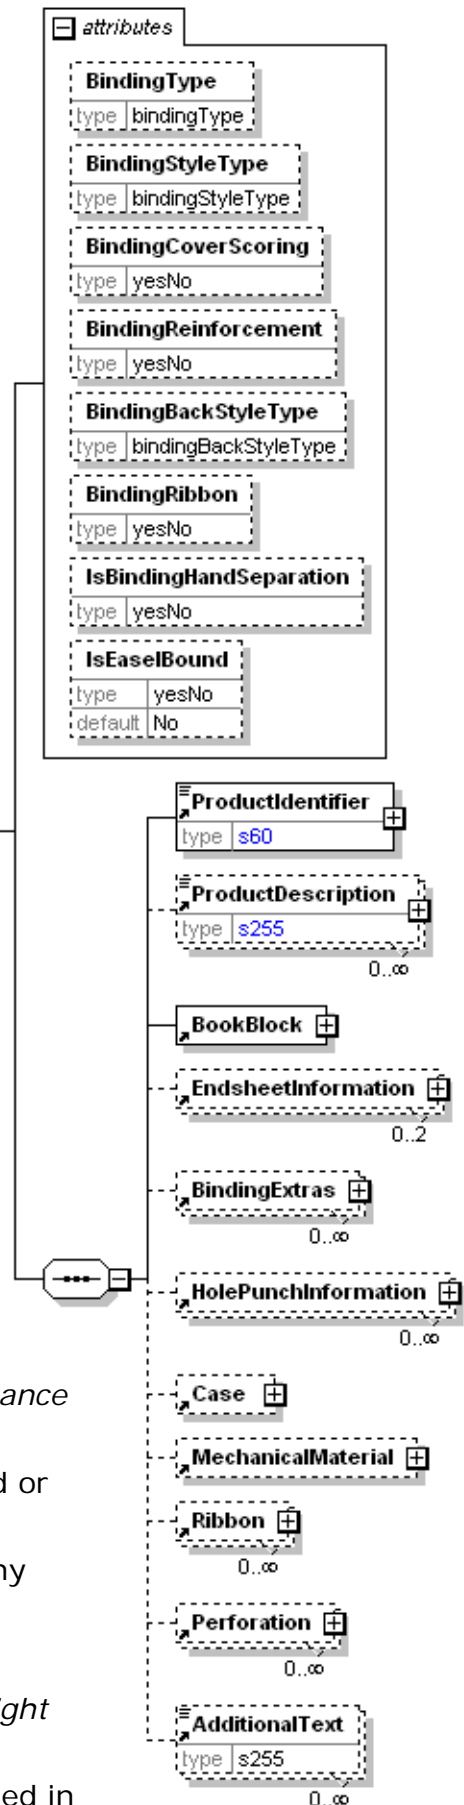 attributes
BindingType
type bindingType
BindingStyleType
type bindingStyleType
BindingCoverScoring
type yesNo
BindingReinforcement
type yesNo
BindingBackStyleType
type bindingBackStyleType
BindingRibbon
type yesNo
IsBindingHandSeparation
type yesNo
IsEaselBound
type yesNo
default No
ProductIdentifier
type s60
ProductDescription
type s255
0..∞
BookBlock
EndsheetInformation
0..2
BindingExtras
0..∞
HolePunchInformation
0..∞
ance
Case
MechanicalMaterial
d or
Ribbon
0..∞
ny
Perforation
0..∞
ght
AdditionalText
type s255
ed in
0..∞